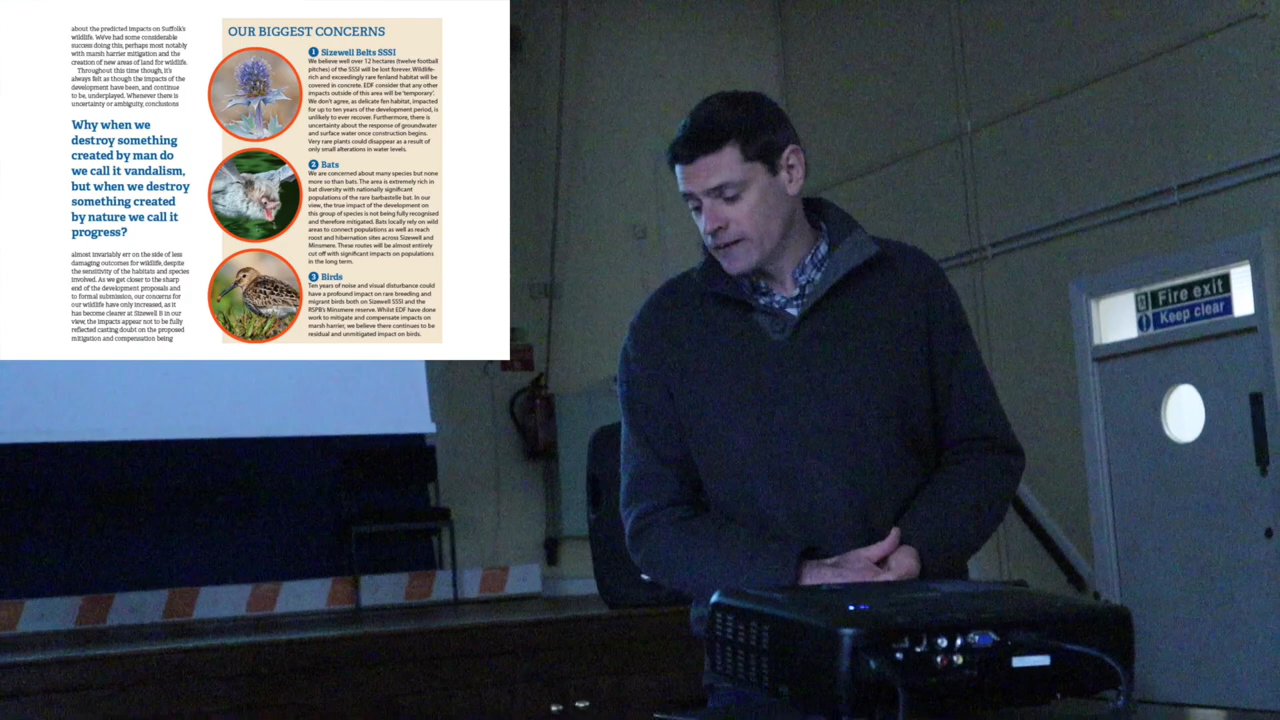 about the predicted impacts on Suffolk's
wildlife. We've had some considerable
success doing this, perhaps most notably
with marsh harrier mitigation and the
creation of new areas of land for wildlife.
Throughout this time though, it's
always felt as though the impacts of the
development have been, and continue
to be, underplayed. Whenever there is
uncertainty or ambiguity, conclusions
Why when we
destroy something
created by man do
we call it vandalism,
but when we destroy
something created
by nature we call it
progress?
almost invariably err on the side of less
damaging outcomes for wildlife, despite
the sensitivity of the habitats and species
involved. As we get closer to the sharp
end of the development proposals and
to formal submission, our concerns for
our wildlife have only increased, as it
has become clearer at Sizewell B in our
view, the impacts appear not to be fully
reflected casting doubt on the proposed
mitigation and compensation being
OUR BIGGEST CONCERNS
1 Sizewell Belts SSSI
We believe well over 12 hectares (twelve football
pitches) of the SSSI will be lost forever. Wildlife-
rich and exceedingly rare fenland habitat will be
covered in concrete. EDF consider that any other
impacts outside of this area will be 'temporary'.
We don't agree, as delicate fen habitat, impacted
for up to ten years of the development period, is
unlikely to ever recover. Furthermore, there is
uncertainty about the response of groundwater
and surface water once construction begins.
Very rare plants could disappear as a result of
only small alterations in water levels.
2 Bats
We are concerned about many species but none
more so than bats. The area is extremely rich in
bat diversity with nationally significant
populations of the rare barbastelle bat. In our
view, the true impact of the development on
this group of species is not being fully recognised
and therefore mitigated. Bats locally rely on wild
areas to connect populations as well as reach
roost and hibernation sites across Sizewell and
Minsmere. These routes will be almost entirely
cut off with significant impacts on populations
in the long term.
3 Birds
Ten years of noise and visual disturbance could
have a profound impact on rare breeding and
migrant birds both on Sizewell SSSI and the
RSPB's Minsmere reserve. Whilst EDF have done
work to mitigate and compensate impacts on
marsh harrier, we believe there continues to be
residual and unmitigated impact on birds.
Fire exit
Keep clear